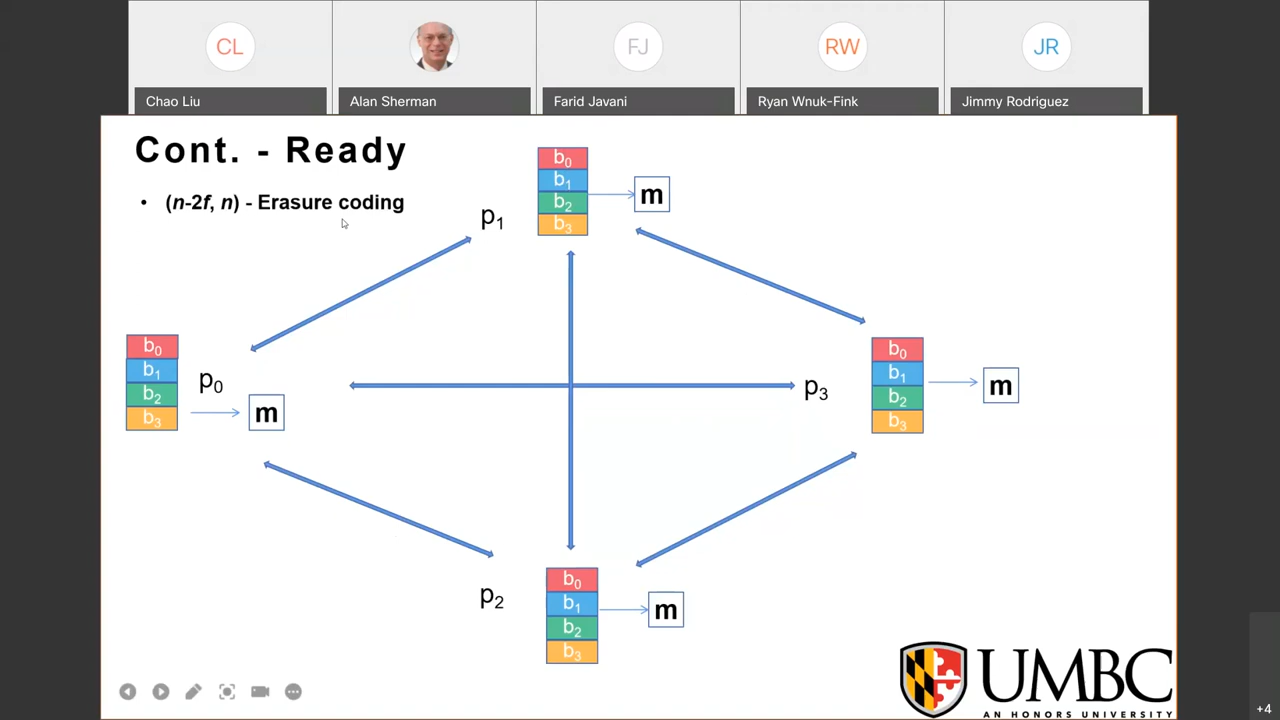 CL
FJ
RW
JR
Chao Liu
Alan Sherman
Farid Javani
Ryan Wnuk-Fink
Jimmy Rodriguez
Cont. - Ready
• (n-2f, n) - Erasure coding
b0
b1
b2
b3
m
p1
b0
b1
b2
b3
p0
m
p3
b0
b1
b2
b3
m
p2
b0
b1
b2
b3
m
UMBC
AN HONORS UNIVERSITY
+4